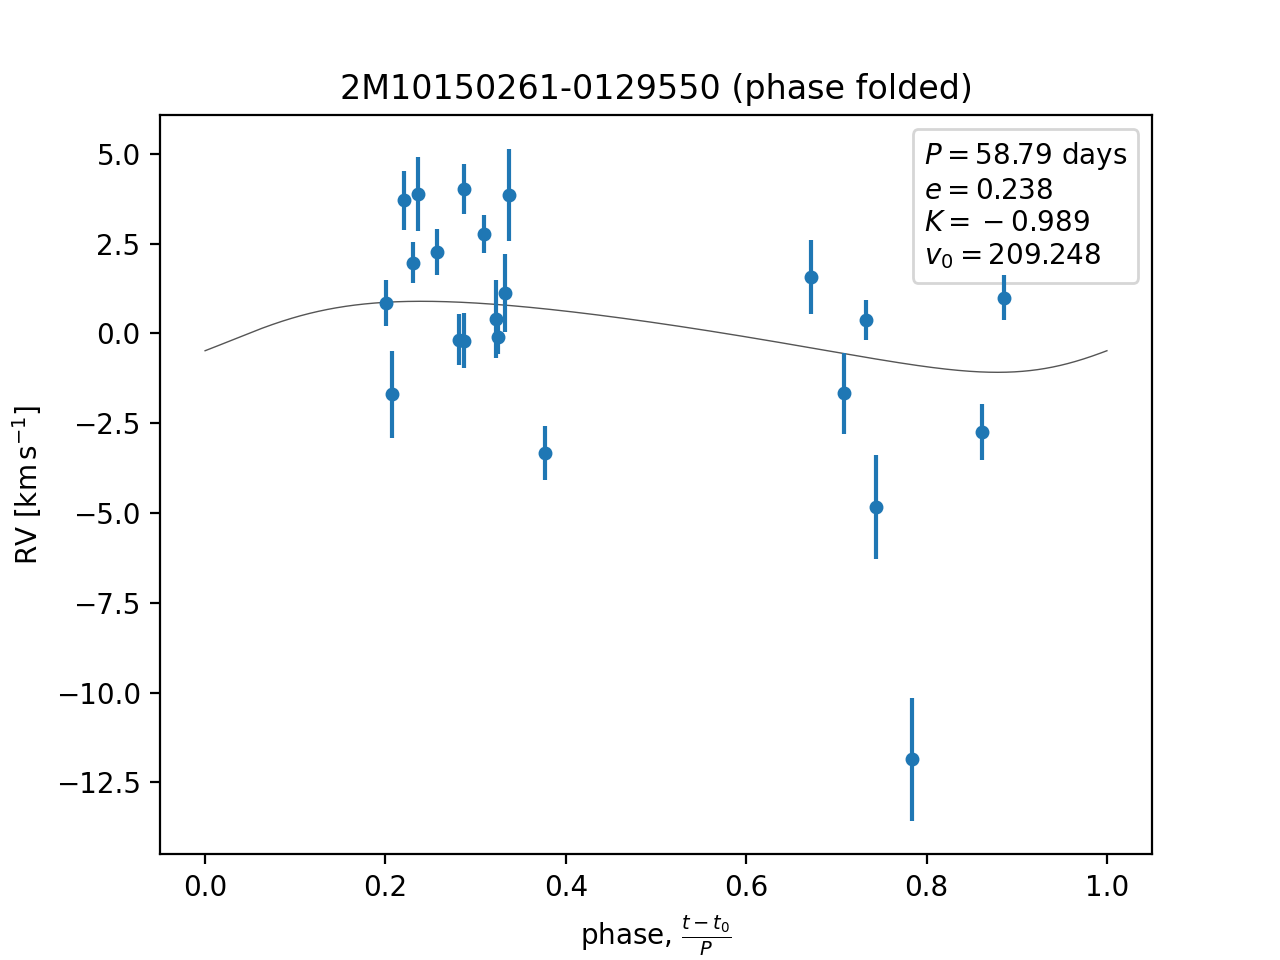 2M10150261-0129550 (phase folded)
P = 58.79 days
e = 0.238
K = −0.989
v₀ = 209.248
5.0
2.5
0.0
−2.5
−5.0
−7.5
−10.0
−12.5
RV [km s⁻¹]
0.0 0.2 0.4 0.6 0.8 1.0
phase, (t − t₀)/P